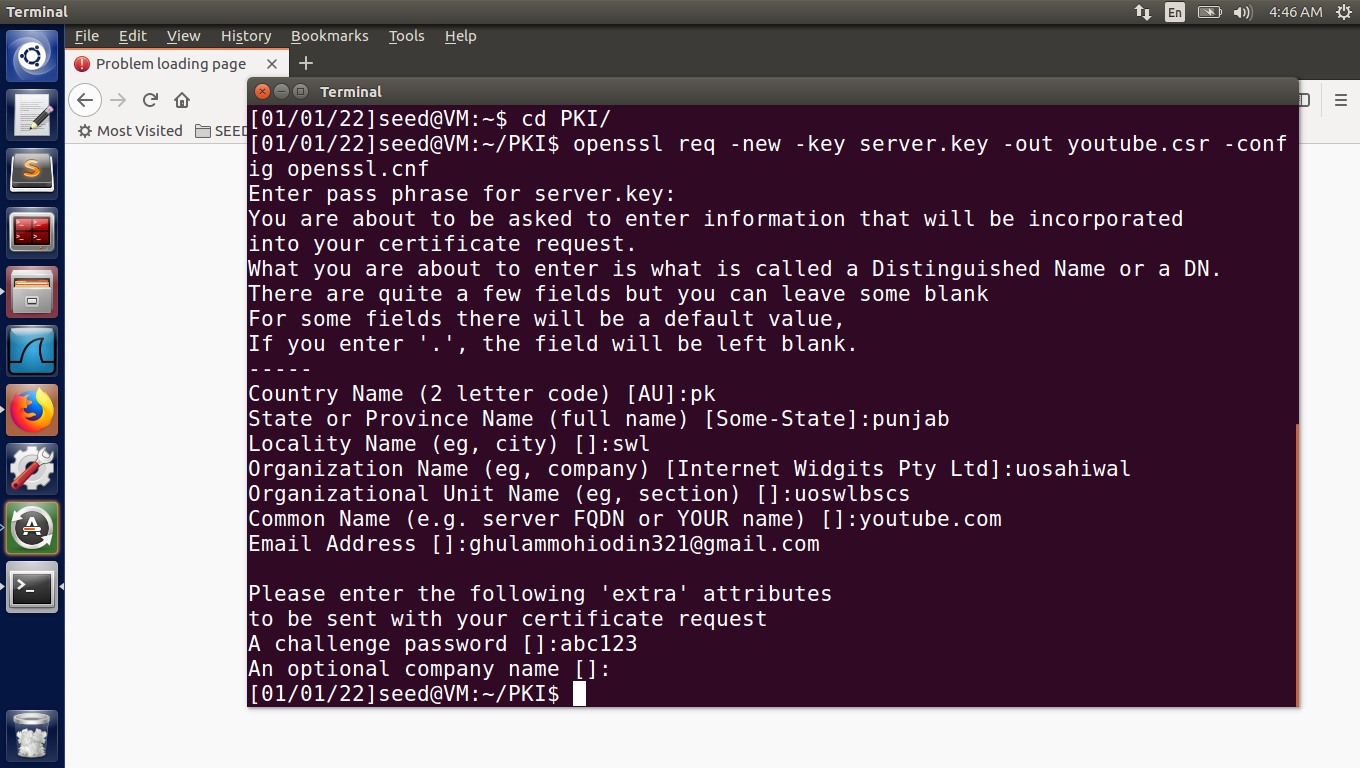 Terminal
En
4:46 AM
File Edit View History Bookmarks Tools Help
Problem loading page
Most Visited
SEED
Terminal
[01/01/22]seed@VM:~$ cd PKI/
[01/01/22]seed@VM:~/PKI$ openssl req -new -key server.key -out youtube.csr -conf
ig openssl.cnf
Enter pass phrase for server.key:
You are about to be asked to enter information that will be incorporated
into your certificate request.
What you are about to enter is what is called a Distinguished Name or a DN.
There are quite a few fields but you can leave some blank
For some fields there will be a default value,
If you enter '.', the field will be left blank.
-----
Country Name (2 letter code) [AU]:pk
State or Province Name (full name) [Some-State]:punjab
Locality Name (eg, city) []:swl
Organization Name (eg, company) [Internet Widgits Pty Ltd]:uosahiwal
Organizational Unit Name (eg, section) []:uoswlbscs
Common Name (e.g. server FQDN or YOUR name) []:youtube.com
Email Address []:ghulammohiodin321@gmail.com
Please enter the following 'extra' attributes
to be sent with your certificate request
A challenge password []:abc123
An optional company name []:
[01/01/22]seed@VM:~/PKI$